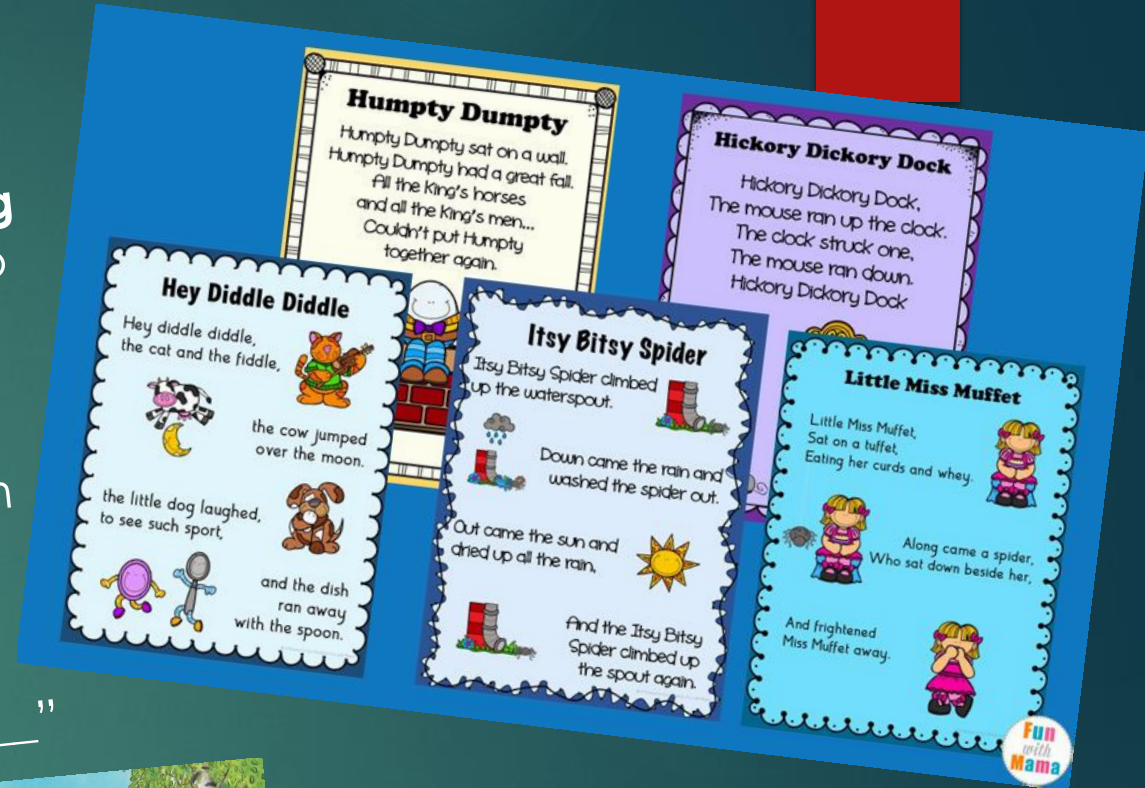 g
Humpty Dumpty
Humpty Dumpty sat on a wall.
Humpty Dumpty had a great fall.
All the King's horses
and all the King's men...
Couldn't put Humpty
together again.
Hickory Dickory Dock
Hickory Dickory Dock,
The mouse ran up the clock.
The clock struck one,
The mouse ran down.
Hickory Dickory Dock
Hey Diddle Diddle
Hey diddle diddle,
the cat and the fiddle,
the cow jumped
over the moon.
the little dog laughed,
to see such sport,
and the dish
ran away
with the spoon.
Itsy Bitsy Spider
Itsy Bitsy Spider climbed
up the waterspout.
Down came the rain and
washed the spider out.
Out came the sun and
dried up all the rain,
And the Itsy Bitsy
Spider climbed up
the spout again.
Little Miss Muffet
Little Miss Muffet,
Sat on a tuffet,
Eating her curds and whey.
Along came a spider,
Who sat down beside her,
And frightened
Miss Muffet away.
”
Fun
with
Mama